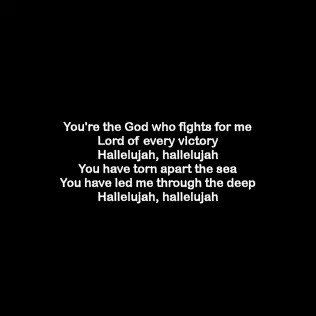 You're the God who fights for me
Lord of every victory
Hallelujah, hallelujah
You have torn apart the sea
You have led me through the deep
Hallelujah, hallelujah